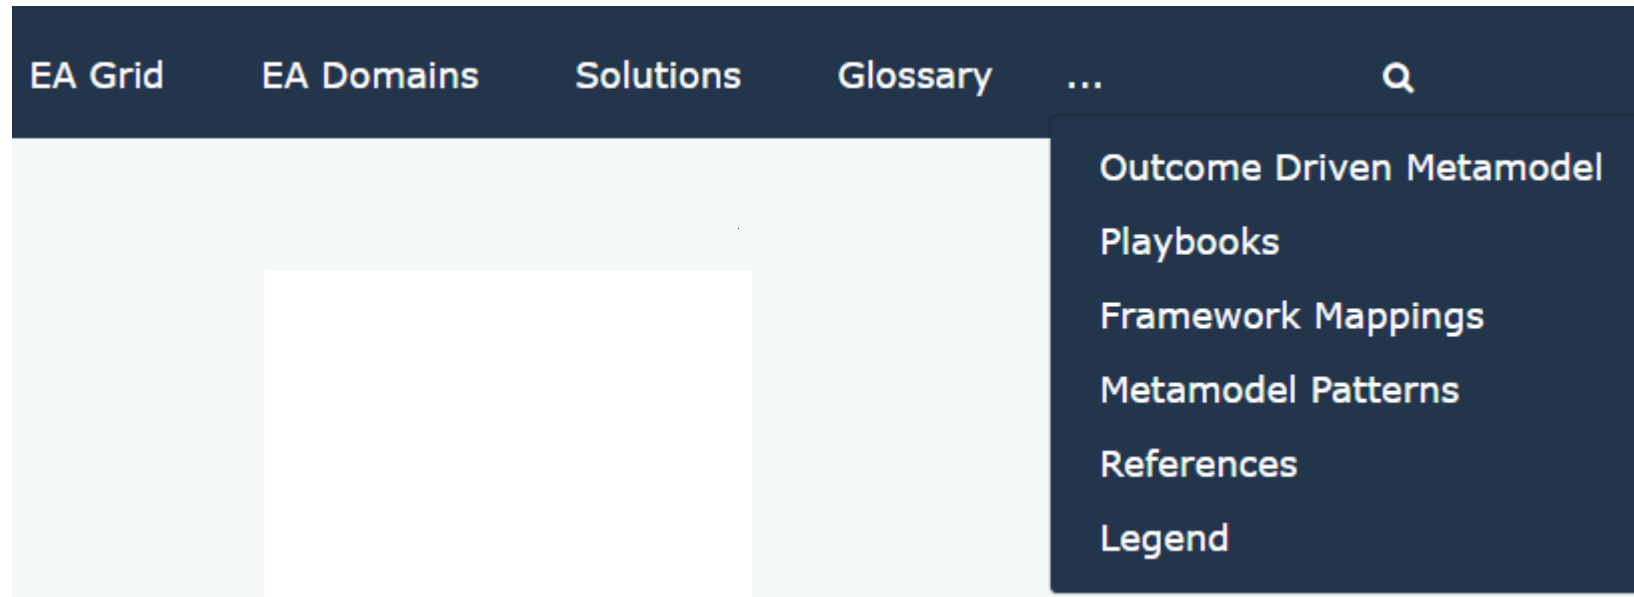 EA Grid EA Domains Solutions Glossary ...
Outcome Driven Metamodel
Playbooks
Framework Mappings
Metamodel Patterns
References
Legend